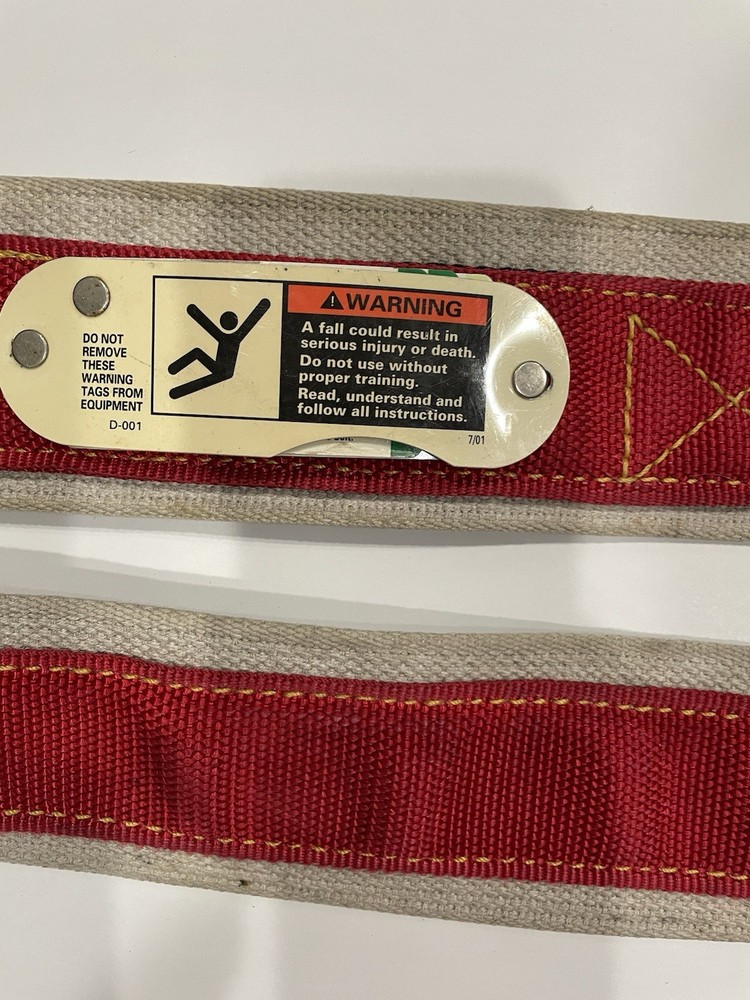 DO NOT
REMOVE
THESE
WARNING
TAGS FROM
EQUIPMENT
D-001
WARNING
A fall could result in
serious injury or death.
Do not use without
proper training.
Read, understand and
follow all instructions.
7/01